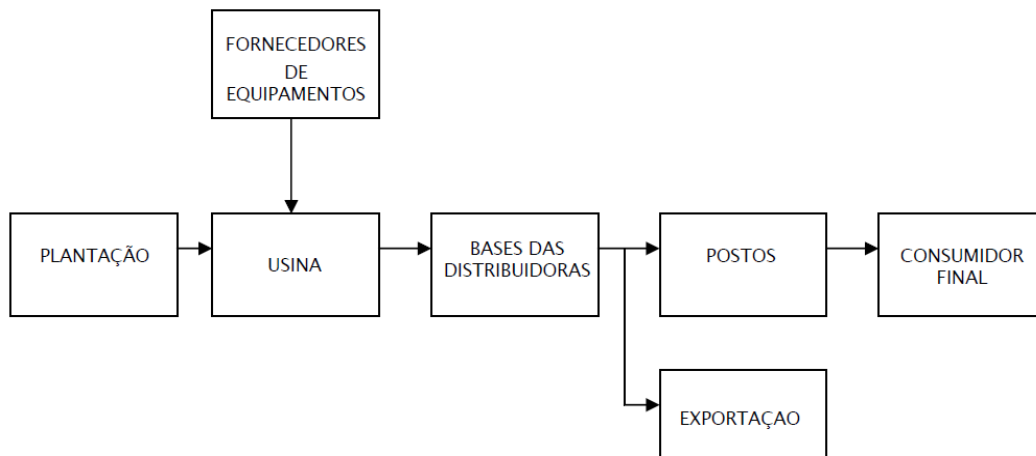 FORNECEDORES
DE
EQUIPAMENTOS
PLANTAÇÃO
USINA
BASES DAS
DISTRIBUIDORAS
POSTOS
CONSUMIDOR
FINAL
EXPORTAÇAO